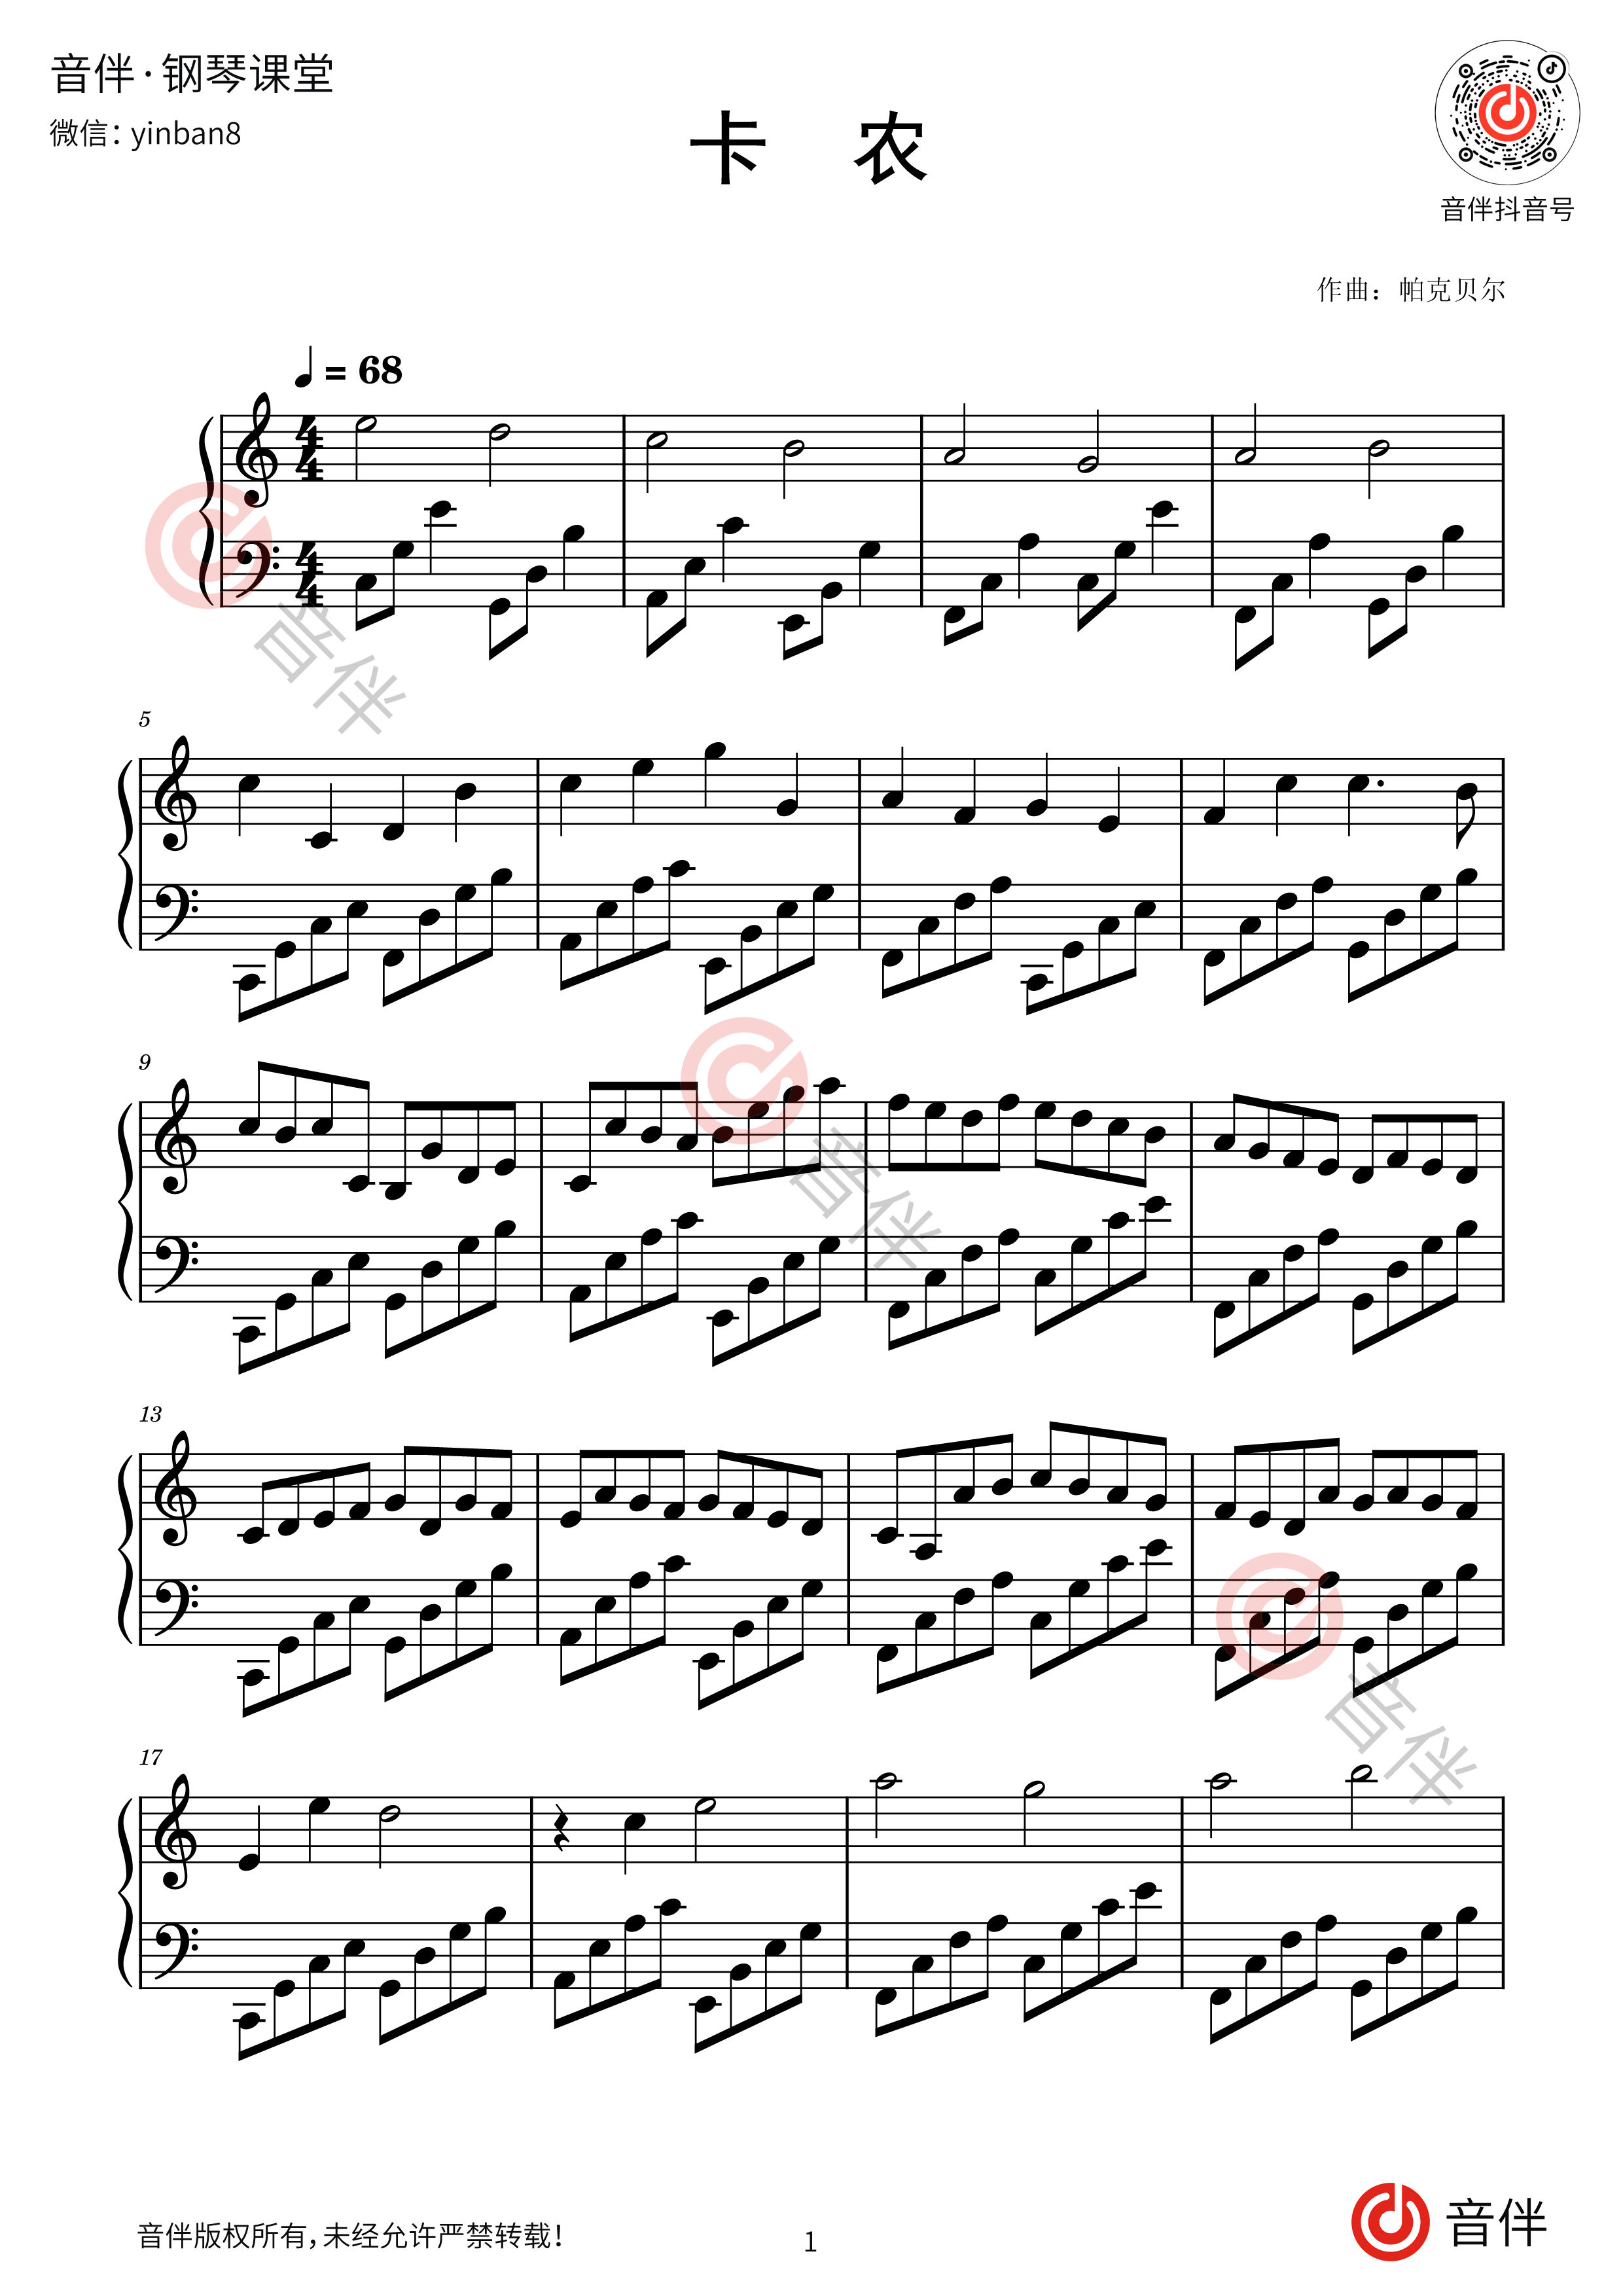 音伴·钢琴课堂
微信：yinban8
卡 农
音伴抖音号
作曲：帕克贝尔
= 68
4
4
4
4
音伴
5
9
音伴
13
音伴
17
音伴版权所有，未经允许严禁转载！
1
音伴